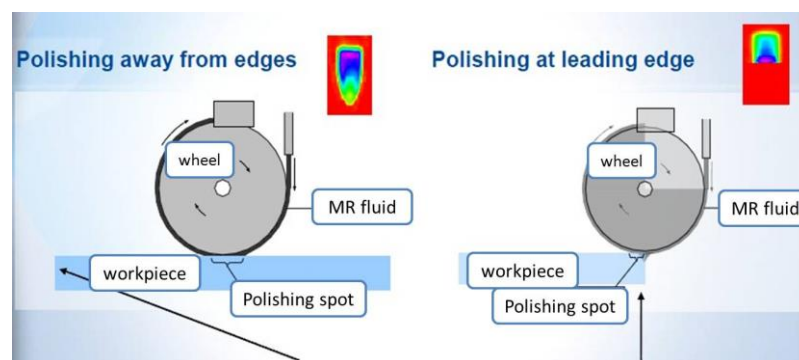 Polishing away from edges
Polishing at leading edge
wheel
MR fluid
workpiece
Polishing spot
wheel
MR fluid
workpiece
Polishing spot